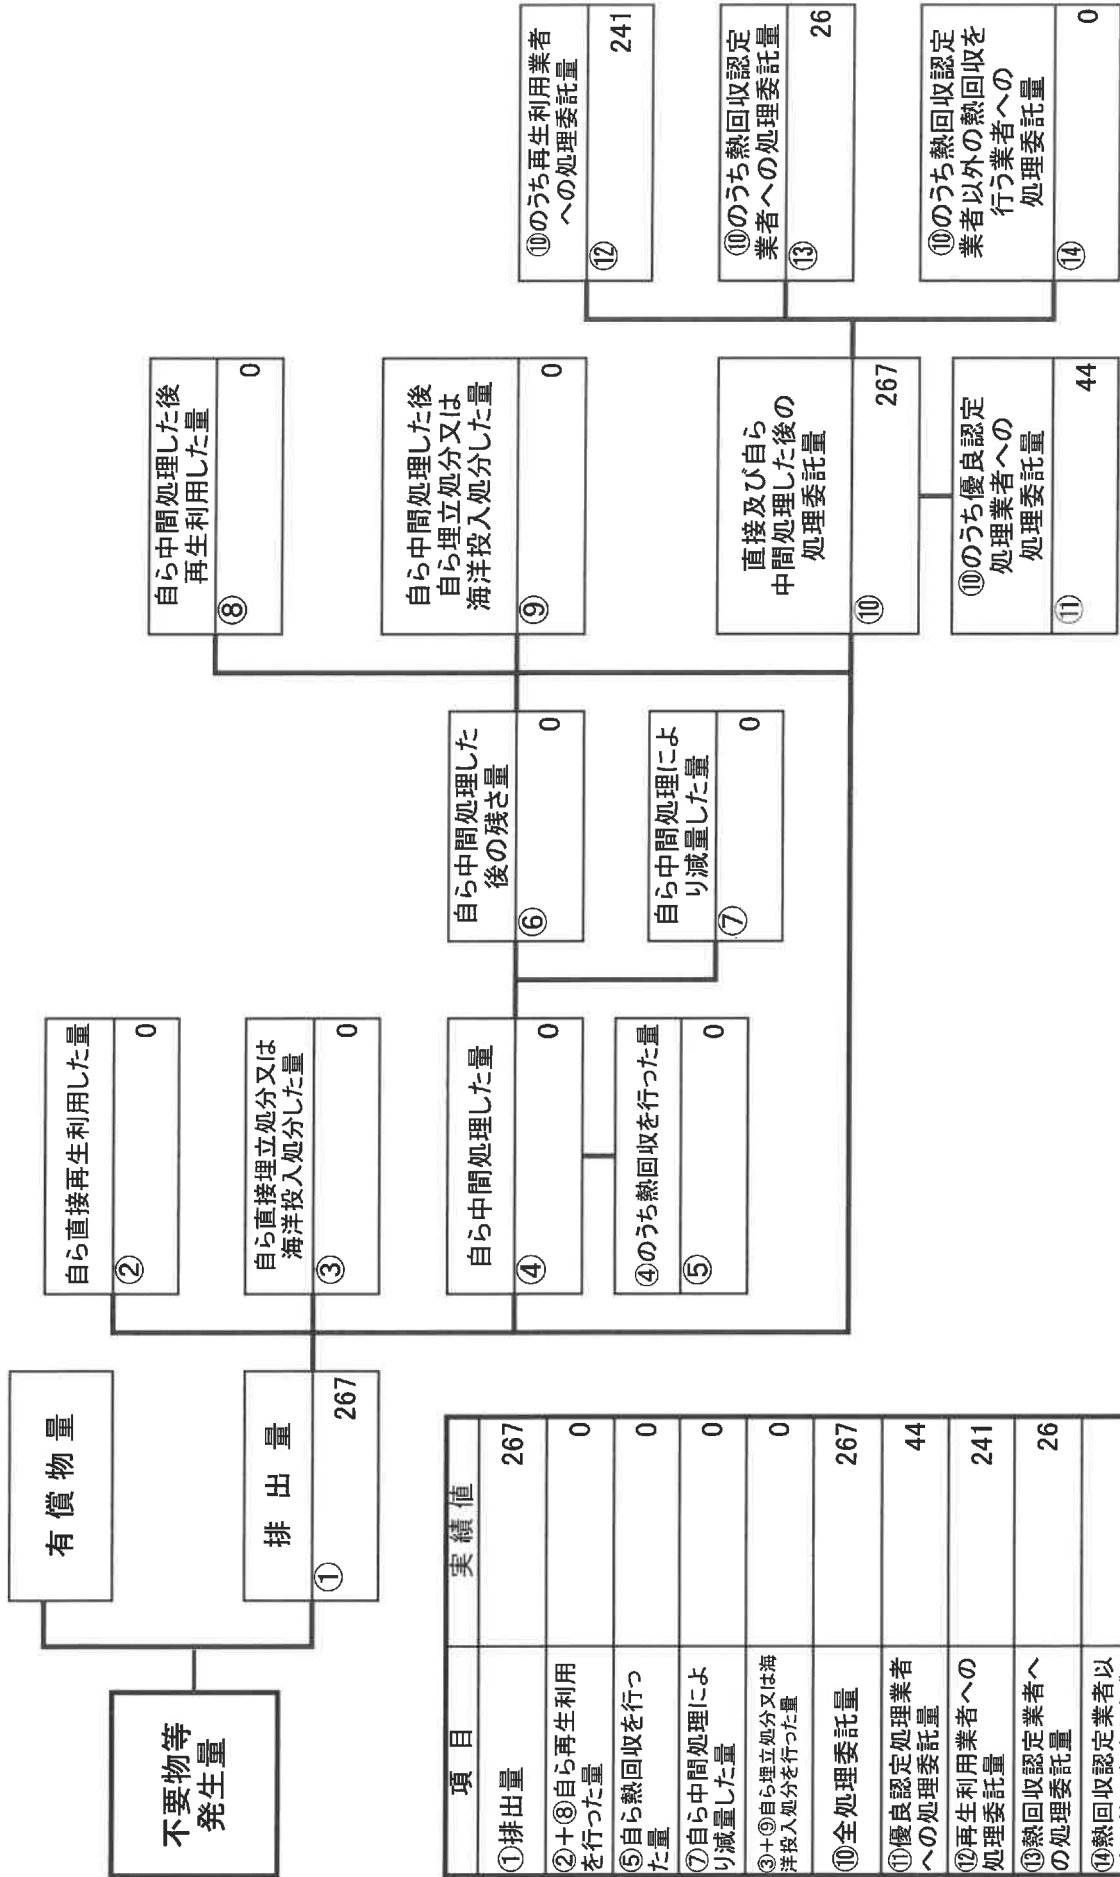 不要物等
発生量
有償物量
排出量
①
267
自ら直接再生利用した量
②
0
自ら直接埋立処分又は
海洋投入処分した量
③
0
自ら中間処理した量
④
0
④のうち熱回収を行った量
⑤
0
自ら中間処理した
後の残さ量
⑥
0
自ら中間処理によ
り減量した量
⑦
0
自ら中間処理した後
再生利用した量
⑧
0
自ら中間処理した後
自ら埋立処分又は
海洋投入処分した量
⑨
0
直接及び自ら
中間処理した後の
処理委託量
⑩
267
⑩のうち優良認定
処理業者への
処理委託量
⑪
44
⑩のうち再生利用業者
への処理委託量
⑫
241
⑩のうち熱回収認定
業者への処理委託量
⑬
26
⑩のうち熱回収認定
業者以外の熱回収を
行う業者への
処理委託量
⑭
0
項目 実績値
①排出量 267
②+⑧自ら再生利用
を行った量 0
⑤自ら熱回収を行っ
た量 0
⑦自ら中間処理によ
り減量した量 0
③+⑨自ら埋立処分又は海
洋投入処分を行った量 0
⑩全処理委託量 267
⑪優良認定処理業者
への処理委託量 44
⑫再生利用業者への
処理委託量 241
⑬熱回収認定業者へ
の処理委託量 26
⑭熱回収認定業者以